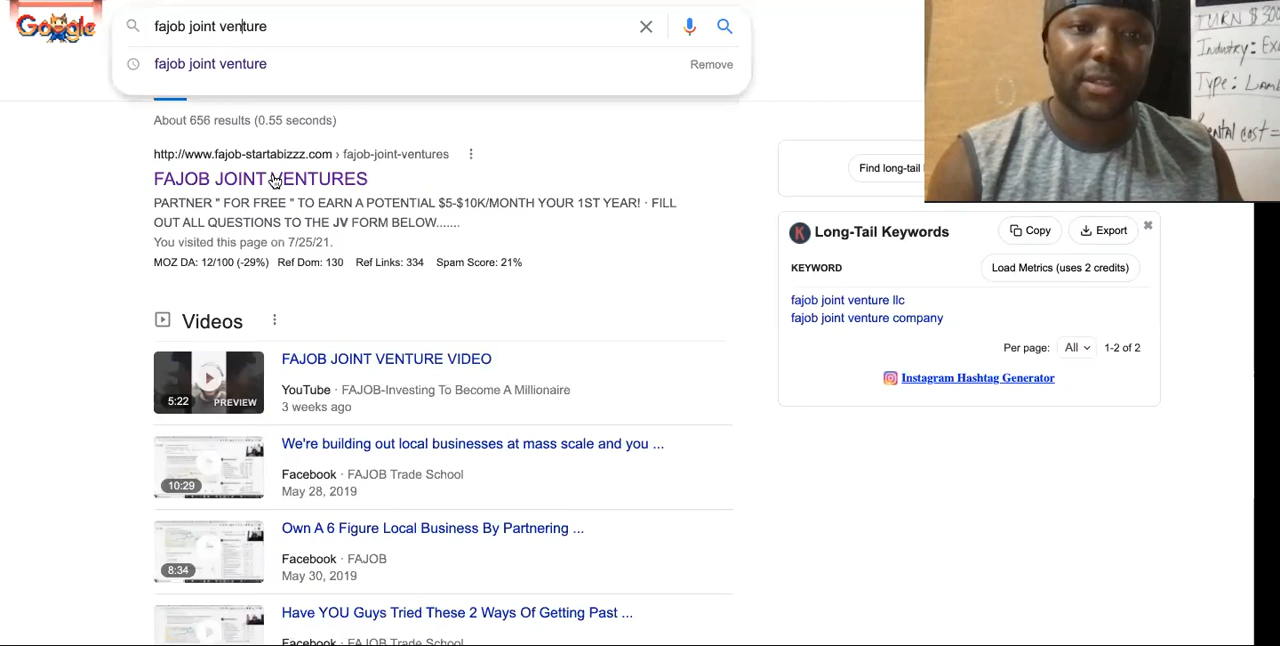 Google
fajob joint venture
fajob joint venture
Remove
About 656 results (0.55 seconds)
http://www.fajob-startabizzz.com › fajob-joint-ventures
FAJOB JOINT VENTURES
PARTNER " FOR FREE " TO EARN A POTENTIAL $5-$10K/MONTH YOUR 1ST YEAR! · FILL
OUT ALL QUESTIONS TO THE JV FORM BELOW.......
You visited this page on 7/25/21.
MOZ DA: 12/100 (-29%) Ref Dom: 130 Ref Links: 334 Spam Score: 21%
Videos
5:22
PREVIEW
FAJOB JOINT VENTURE VIDEO
YouTube · FAJOB-Investing To Become A Millionaire
3 weeks ago
10:29
We're building out local businesses at mass scale and you ...
Facebook · FAJOB Trade School
May 28, 2019
8:34
Own A 6 Figure Local Business By Partnering ...
Facebook · FAJOB
May 30, 2019
Have YOU Guys Tried These 2 Ways Of Getting Past ...
Facebook · FAJOB Trade School
Find long-tail
K Long-Tail Keywords
Copy
Export
KEYWORD
Load Metrics (uses 2 credits)
fajob joint venture llc
fajob joint venture company
Per page: All 1-2 of 2
Instagram Hashtag Generator
TURN $300
Industry:
Type:
cost =